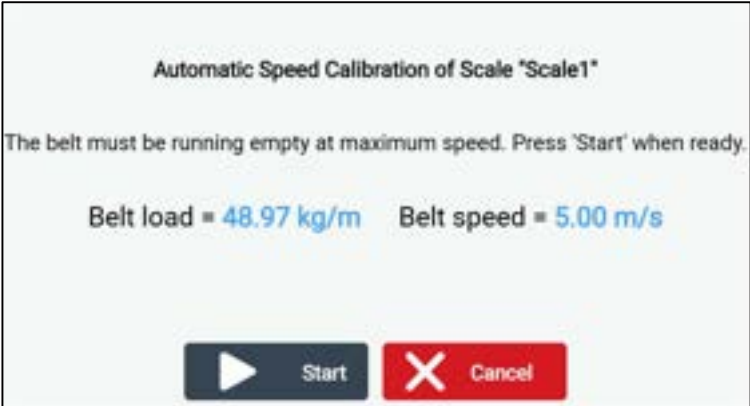 Automatic Speed Calibration of Scale "Scale1"
The belt must be running empty at maximum speed. Press 'Start' when ready.
Belt load = 48.97 kg/m Belt speed = 5.00 m/s
Start Cancel